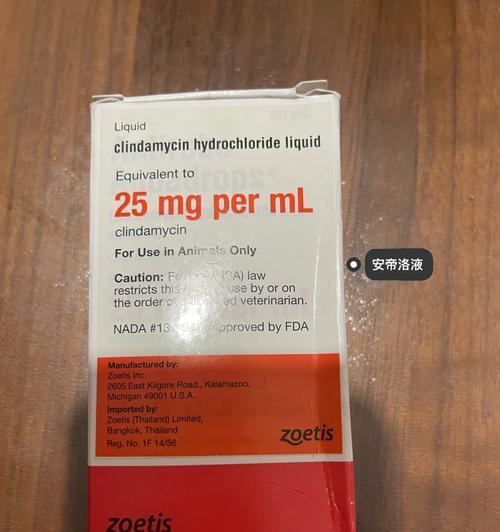 Liquid
clindamycin hydrochloride liquid
Equivalent to
25 mg per mL
clindamycin
For Use in Animals Only
Caution: law
restricts this use by or on
the order veterinarian.
NADA Approved by FDA
安帝洛液
Manufactured by:
Zoetis Inc.
2605 East Kilgore Road., Kalamazoo,
Michigan 49001 U.S.A.
Imported by:
Zoetis (Thailand) Limited,
Bangkok, Thailand
Reg. No. 1F 14/56
zoetis
zoetis